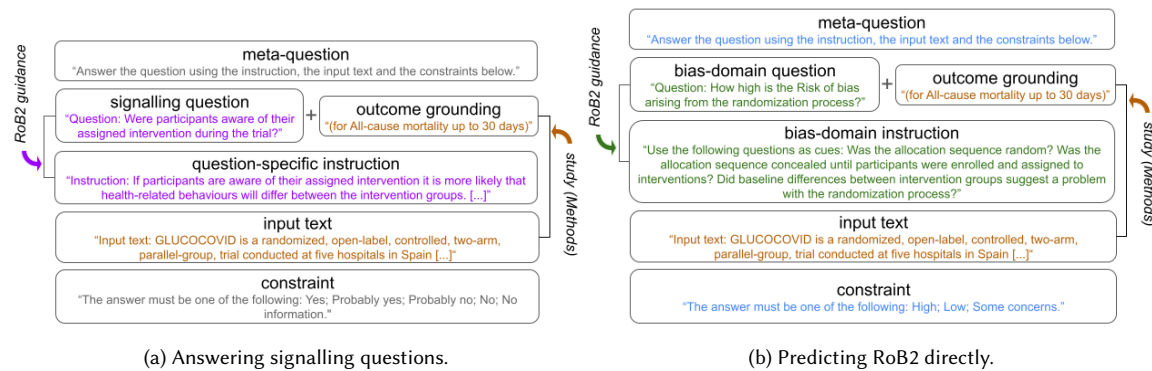 meta-question
"Answer the question using the instruction, the input text and the constraints below."
RoB2 guidance
signalling question
"Question: Were participants aware of their
assigned intervention during the trial?"
+
outcome grounding
"(for All-cause mortality up to 30 days)"
question-specific instruction
"Instruction: If participants are aware of their assigned intervention it is more likely that
health-related behaviours will differ between the intervention groups. [...]"
study (Methods)
input text
"Input text: GLUCOCOVID is a randomized, open-label, controlled, two-arm,
parallel-group, trial conducted at five hospitals in Spain [...]"
constraint
"The answer must be one of the following: Yes; Probably yes; Probably no; No; No
information."
(a) Answering signalling questions.
meta-question
"Answer the question using the instruction, the input text and the constraints below."
RoB2 guidance
bias-domain question
"Question: How high is the Risk of bias
arising from the randomization process?"
+
outcome grounding
"(for All-cause mortality up to 30 days)"
bias-domain instruction
"Use the following questions as cues: Was the allocation sequence random? Was the
allocation sequence concealed until participants were enrolled and assigned to
interventions? Did baseline differences between intervention groups suggest a problem
with the randomization process?"
study (Methods)
input text
"Input text: GLUCOCOVID is a randomized, open-label, controlled, two-arm,
parallel-group, trial conducted at five hospitals in Spain [...]"
constraint
"The answer must be one of the following: High; Low; Some concerns."
(b) Predicting RoB2 directly.